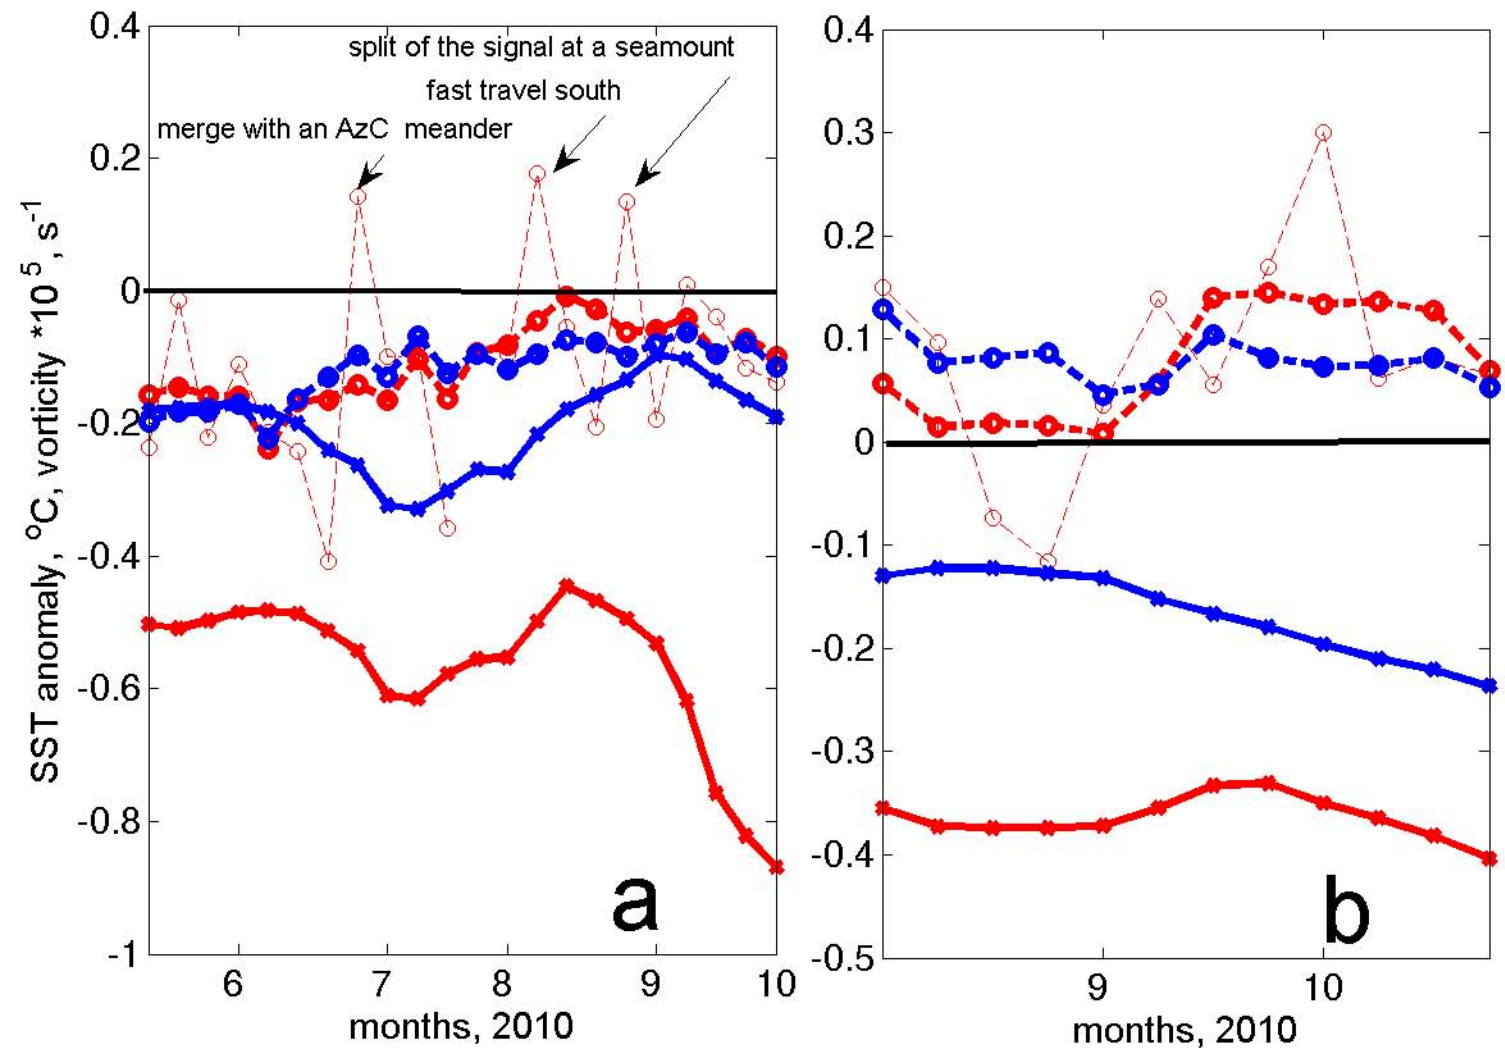 0.4
0.2
0
-0.2
-0.4
-0.6
-0.8
-1
SST anomaly, °C, vorticity *10⁵, s⁻¹
split of the signal at a seamount
fast travel south
merge with an AzC meander
a
6 7 8 9 10
months, 2010
0.4
0.3
0.2
0.1
0
-0.1
-0.2
-0.3
-0.4
-0.5
b
9 10
months, 2010